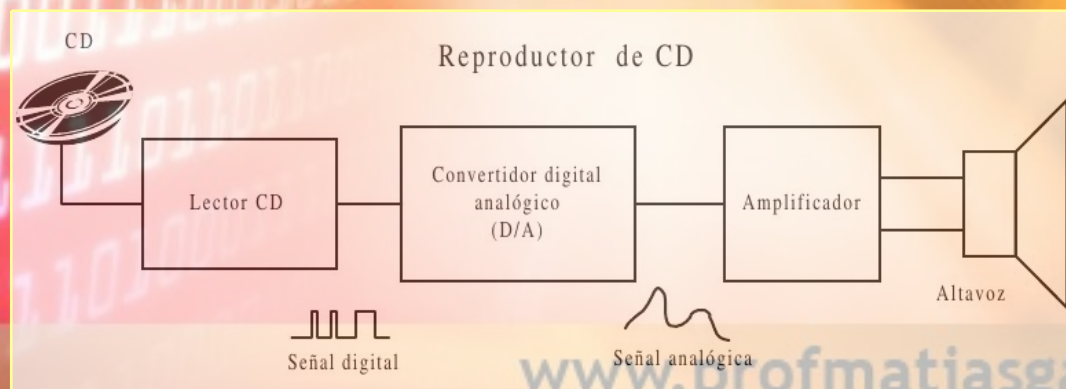 CD
Reproductor de CD
Lector CD
Convertidor digital
analógico
(D/A)
Amplificador
Altavoz
Señal digital
Señal analógica
www.profmatiasga